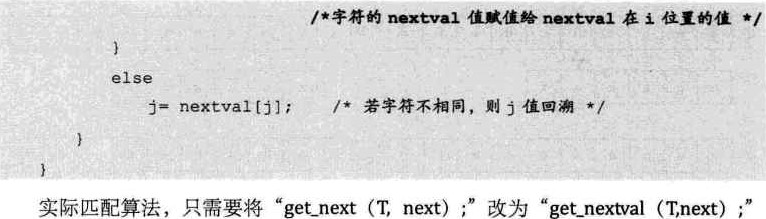 /*字符的 nextval 值赋值给 nextval 在 i 位置的值 */
}
else
j= nextval[j]; /* 若字符不相同，则 j 值回溯 */
}
}
实际匹配算法，只需要将“get_next（T, next）;”改为“get_nextval（T,next）;”